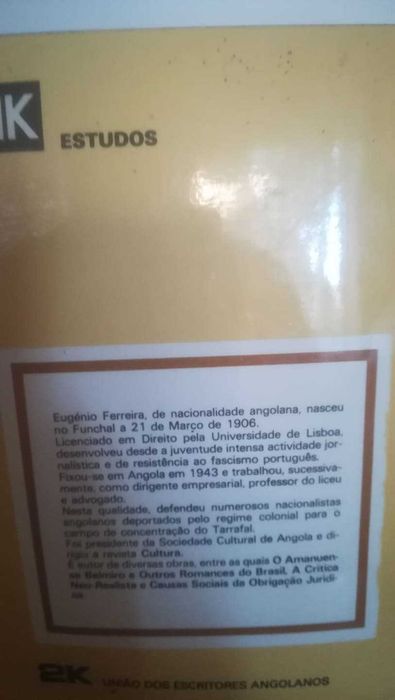 K
ESTUDOS
Eugénio Ferreira, de nacionalidade angolana, nasceu
no Funchal a 21 de Março de 1906.
Licenciado em Direito pela Universidade de Lisboa,
desenvolveu desde a juventude intensa actividade jor-
nalística e de resistência ao fascismo português.
Fixou-se em Angola em 1943 e trabalhou, sucessiva-
mente, como dirigente empresarial, professor do liceu
e advogado.
Nesta qualidade, defendeu numerosos nacionalistas
angolanos deportados pelo regime colonial para o
campo de concentração do Tarrafal.
Foi presidente da Sociedade Cultural de Angola e di-
rigiu a revista Cultura.
É autor de diversas obras, entre as quais O Amanuen-
se Belmiro e Outros Romances do Brasil, A Crítica
Neo-Realista e Causas Sociais da Obrigação Jurídi-
ca
2K UNIÃO DOS ESCRITORES ANGOLANOS